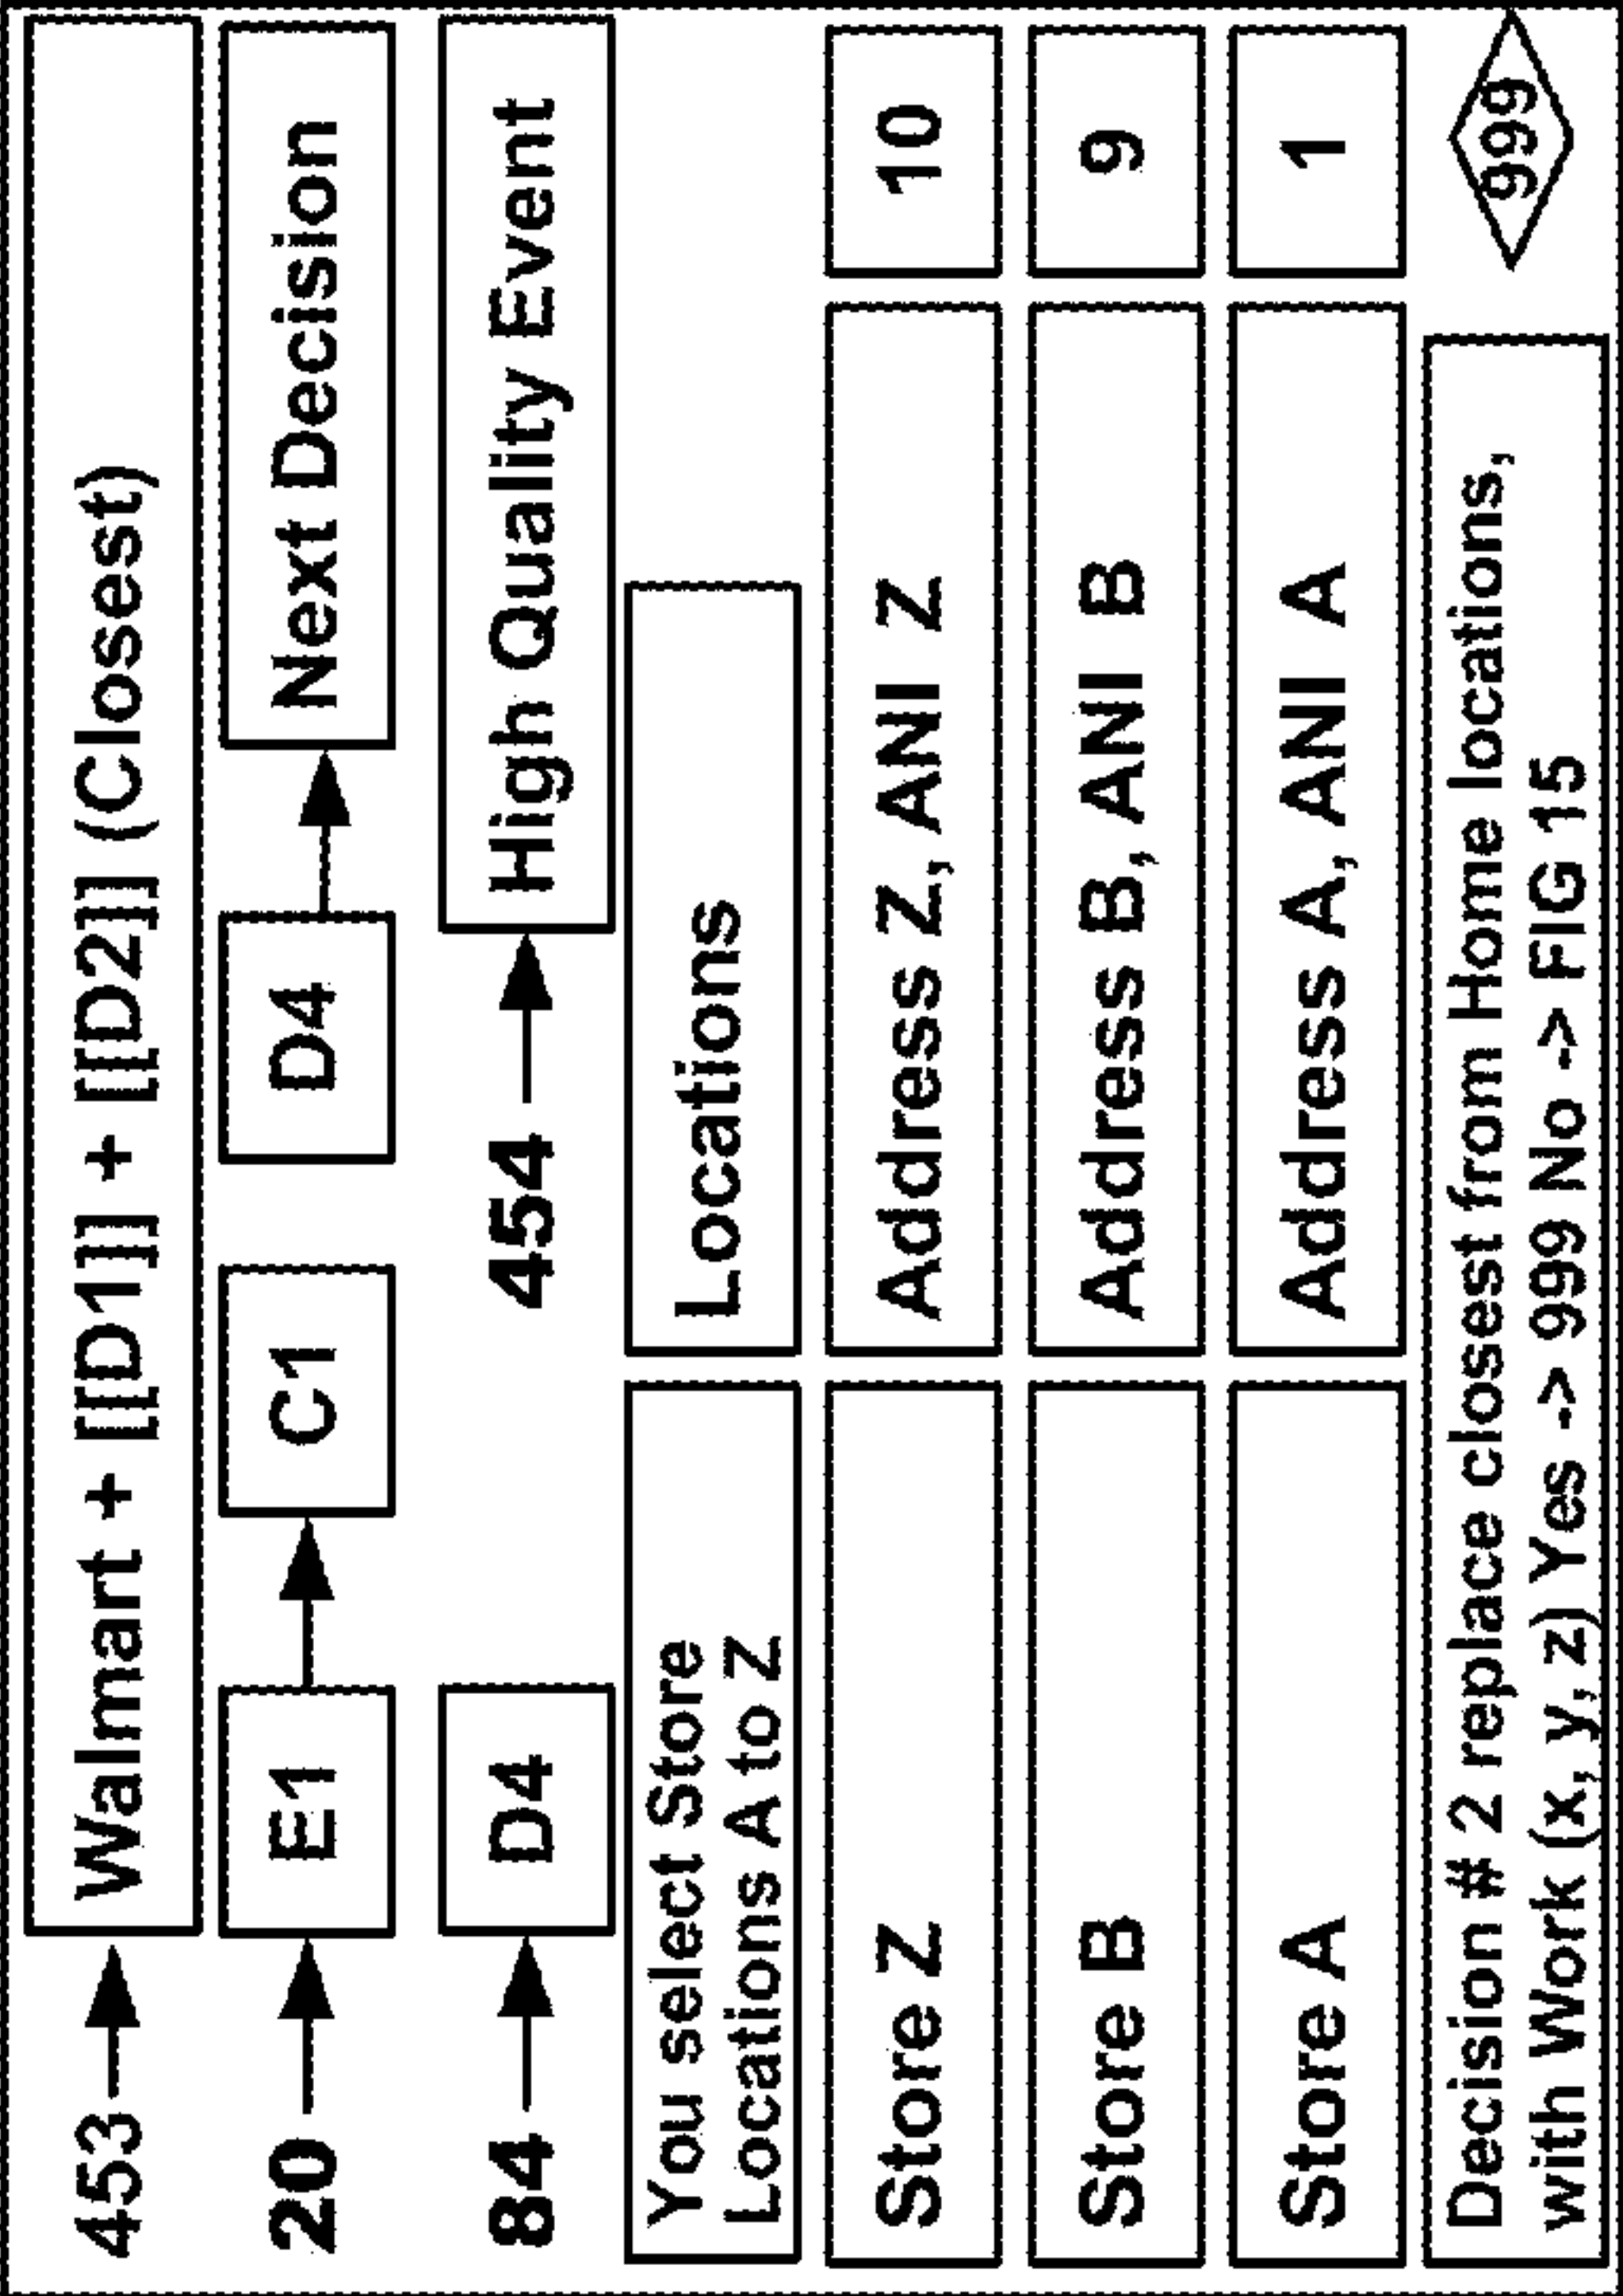 453 Walmart + [[D1]] + [[D2]] (Closest)
20 E1 C1 D4 Next Decision
84 D4 454 High Quality Event
You select Store
Locations A to Z
Locations
Store Z Address Z, ANI Z 10
Store B Address B, ANI B 9
Store A Address A, ANI A 1
Decision # 2 replace closest from Home locations,
with Work (x, y, z) Yes -> 999 No -> FIG 15
999